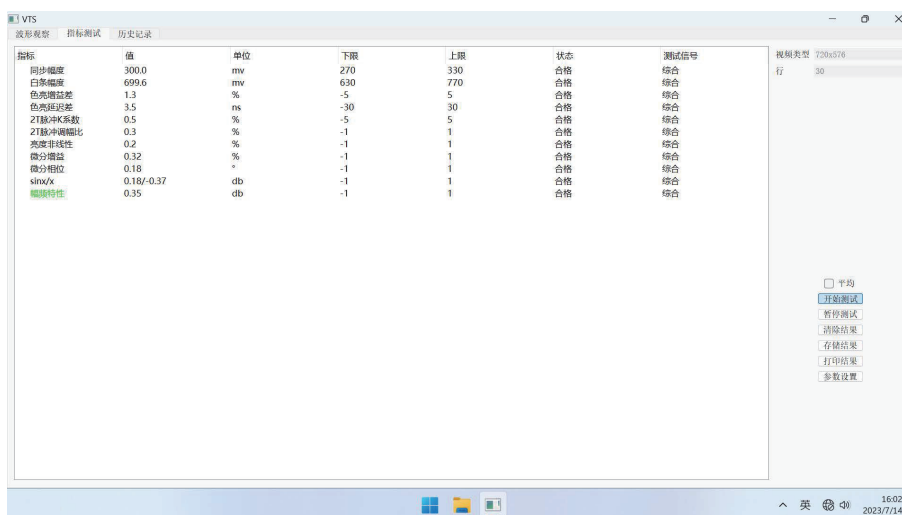 VTS
波形观察 指标测试 历史记录
指标 值 单位 下限 上限 状态 测试信号
同步幅度 300.0 mv 270 330 合格 综合
白条幅度 699.6 mv 630 770 合格 综合
色亮增益差 1.3 % -5 5 合格 综合
色亮延迟差 3.5 ns -30 30 合格 综合
2T脉冲K系数 0.5 % -5 5 合格 综合
2T脉冲调幅比 0.3 % -1 1 合格 综合
亮度非线性 0.2 % -1 1 合格 综合
微分增益 0.32 % -1 1 合格 综合
微分相位 0.18 ° -1 1 合格 综合
sinx/x 0.18/-0.37 db -1 1 合格 综合
幅频特性 0.35 db -1 1 合格 综合
视频类型 720x576
行 30
平均
开始测试
暂停测试
清除结果
存储结果
打印结果
参数设置
英
16:02
2023/7/14